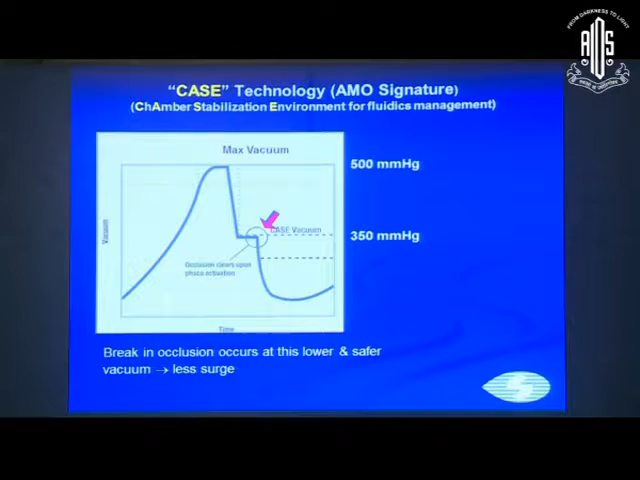 FROM DARKNESS TO LIGHT
AIOS
"CASE" Technology (AMO Signature)
(ChAmber Stabilization Environment for fluidics management)
Max Vacuum
500 mmHg
CASE Vacuum
350 mmHg
Vacuum
Occlusion clears upon
phaco activation
Time
Break in occlusion occurs at this lower & safer
vacuum → less surge